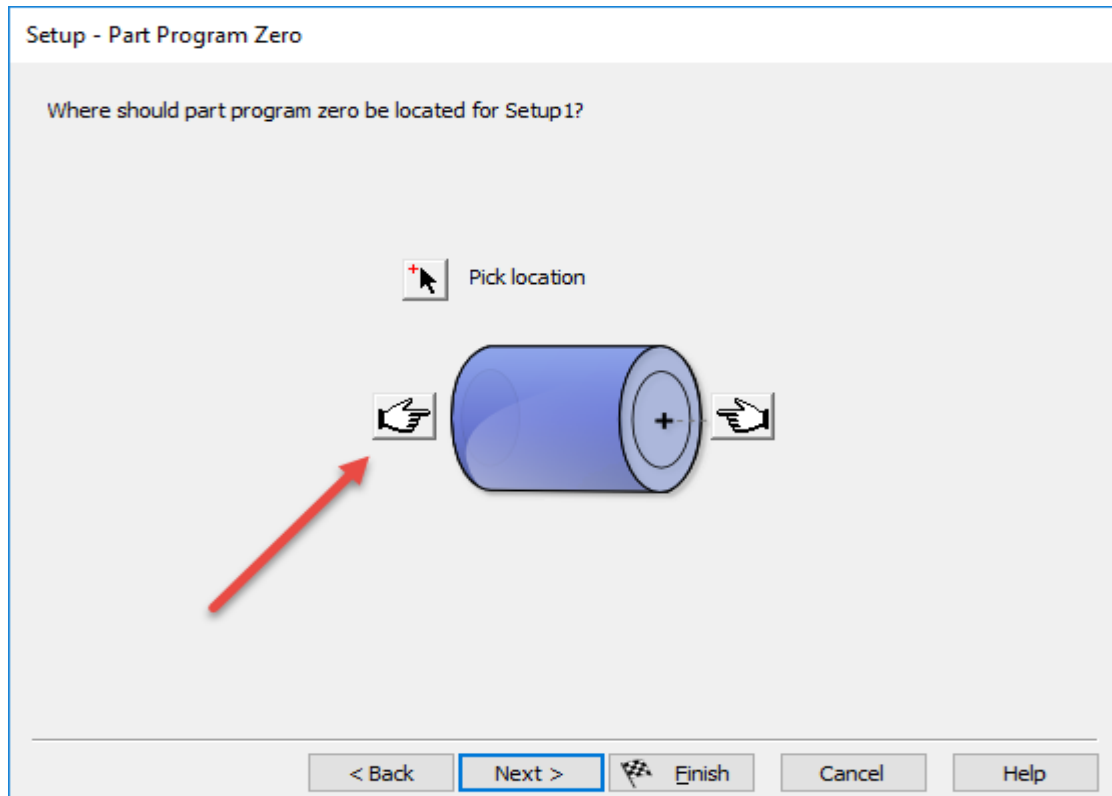 Setup - Part Program Zero
Where should part program zero be located for Setup1?
Pick location
< Back Next > Finish Cancel Help